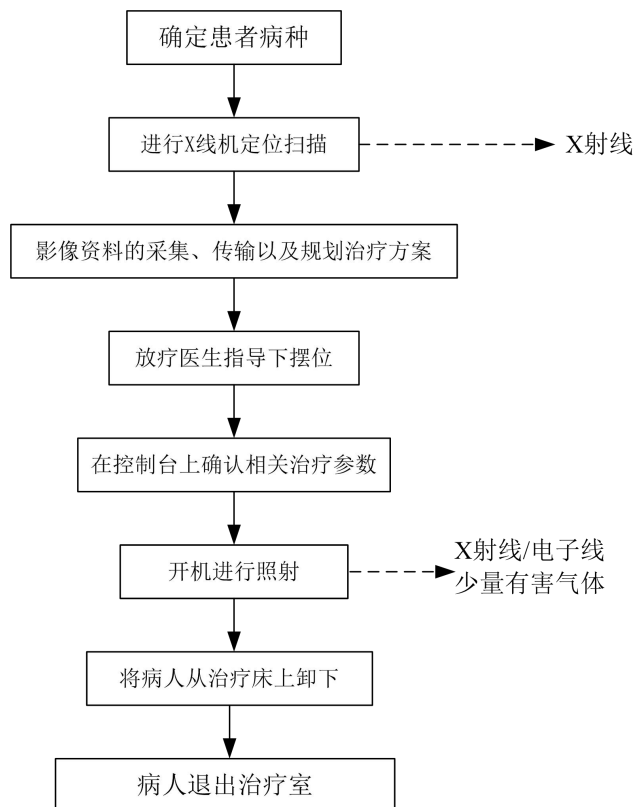 确定患者病种
进行X线机定位扫描
X射线
影像资料的采集、传输以及规划治疗方案
放疗医生指导下摆位
在控制台上确认相关治疗参数
开机进行照射
X射线/电子线
少量有害气体
将病人从治疗床上卸下
病人退出治疗室